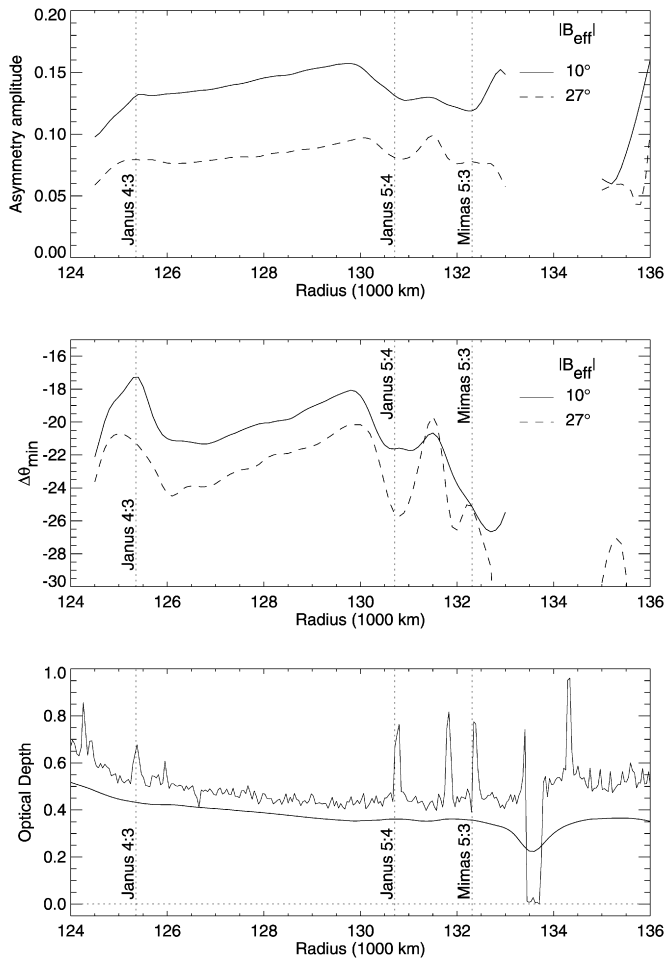 Asymmetry amplitude
0.20
0.15
0.10
0.05
0.00
|Beff|
10°
27°
Janus 4:3
Janus 5:4
Mimas 5:3
124 126 128 130 132 134 136
Radius (1000 km)
Δθmin
-16
-18
-20
-22
-24
-26
-28
-30
|Beff|
10°
27°
Janus 4:3
Janus 5:4
Mimas 5:3
124 126 128 130 132 134 136
Radius (1000 km)
Optical Depth
1.0
0.8
0.6
0.4
0.2
0.0
Janus 4:3
Janus 5:4
Mimas 5:3
124 126 128 130 132 134 136
Radius (1000 km)